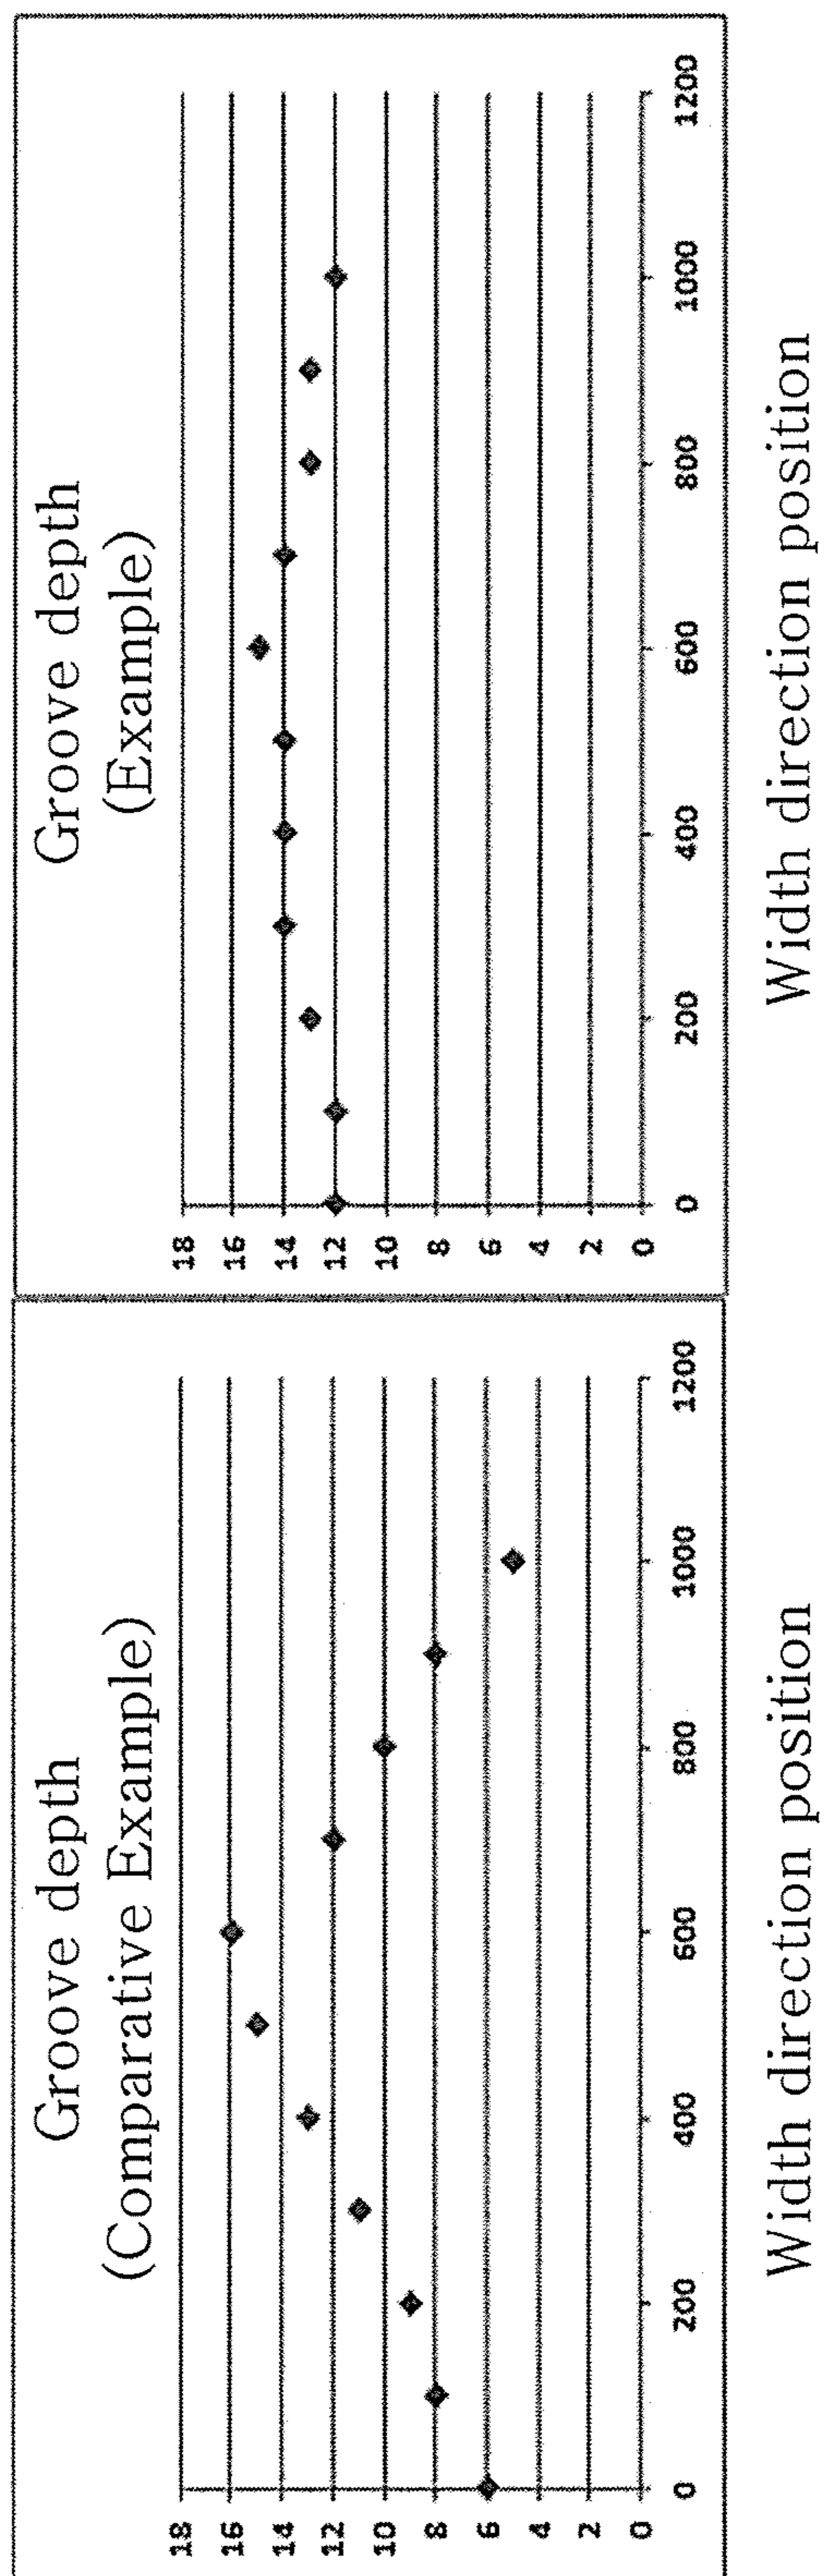 Groove depth
(Comparative Example)
18
16
14
12
10
8
6
4
2
0
0 200 400 600 800 1000 1200
Width direction position
Groove depth
(Example)
18
16
14
12
10
8
6
4
2
0
0 200 400 600 800 1000 1200
Width direction position